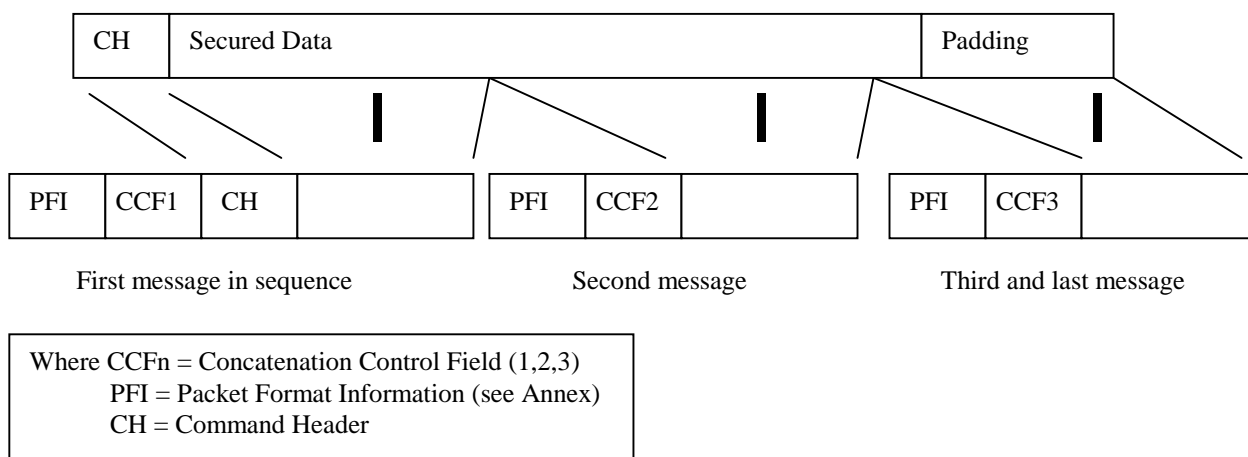 CH Secured Data Padding
PFI CCF1 CH PFI CCF2 PFI CCF3
First message in sequence Second message Third and last message
Where CCFn = Concatenation Control Field (1,2,3)
PFI = Packet Format Information (see Annex)
CH = Command Header